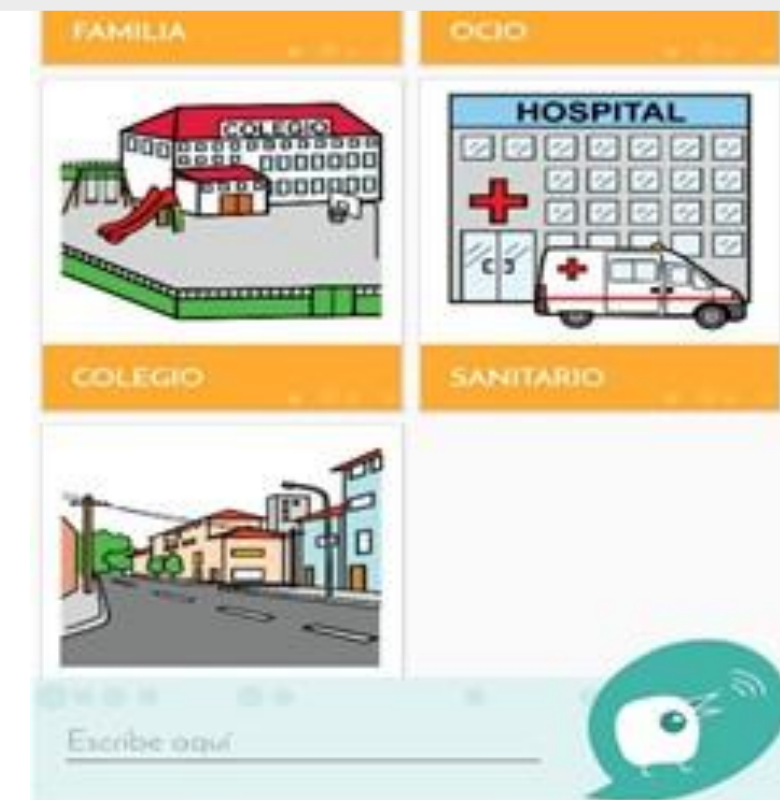 FAMILIA
OCIO
COLEGIO
HOSPITAL
COLEGIO
SANITARIO
Escribe aquí